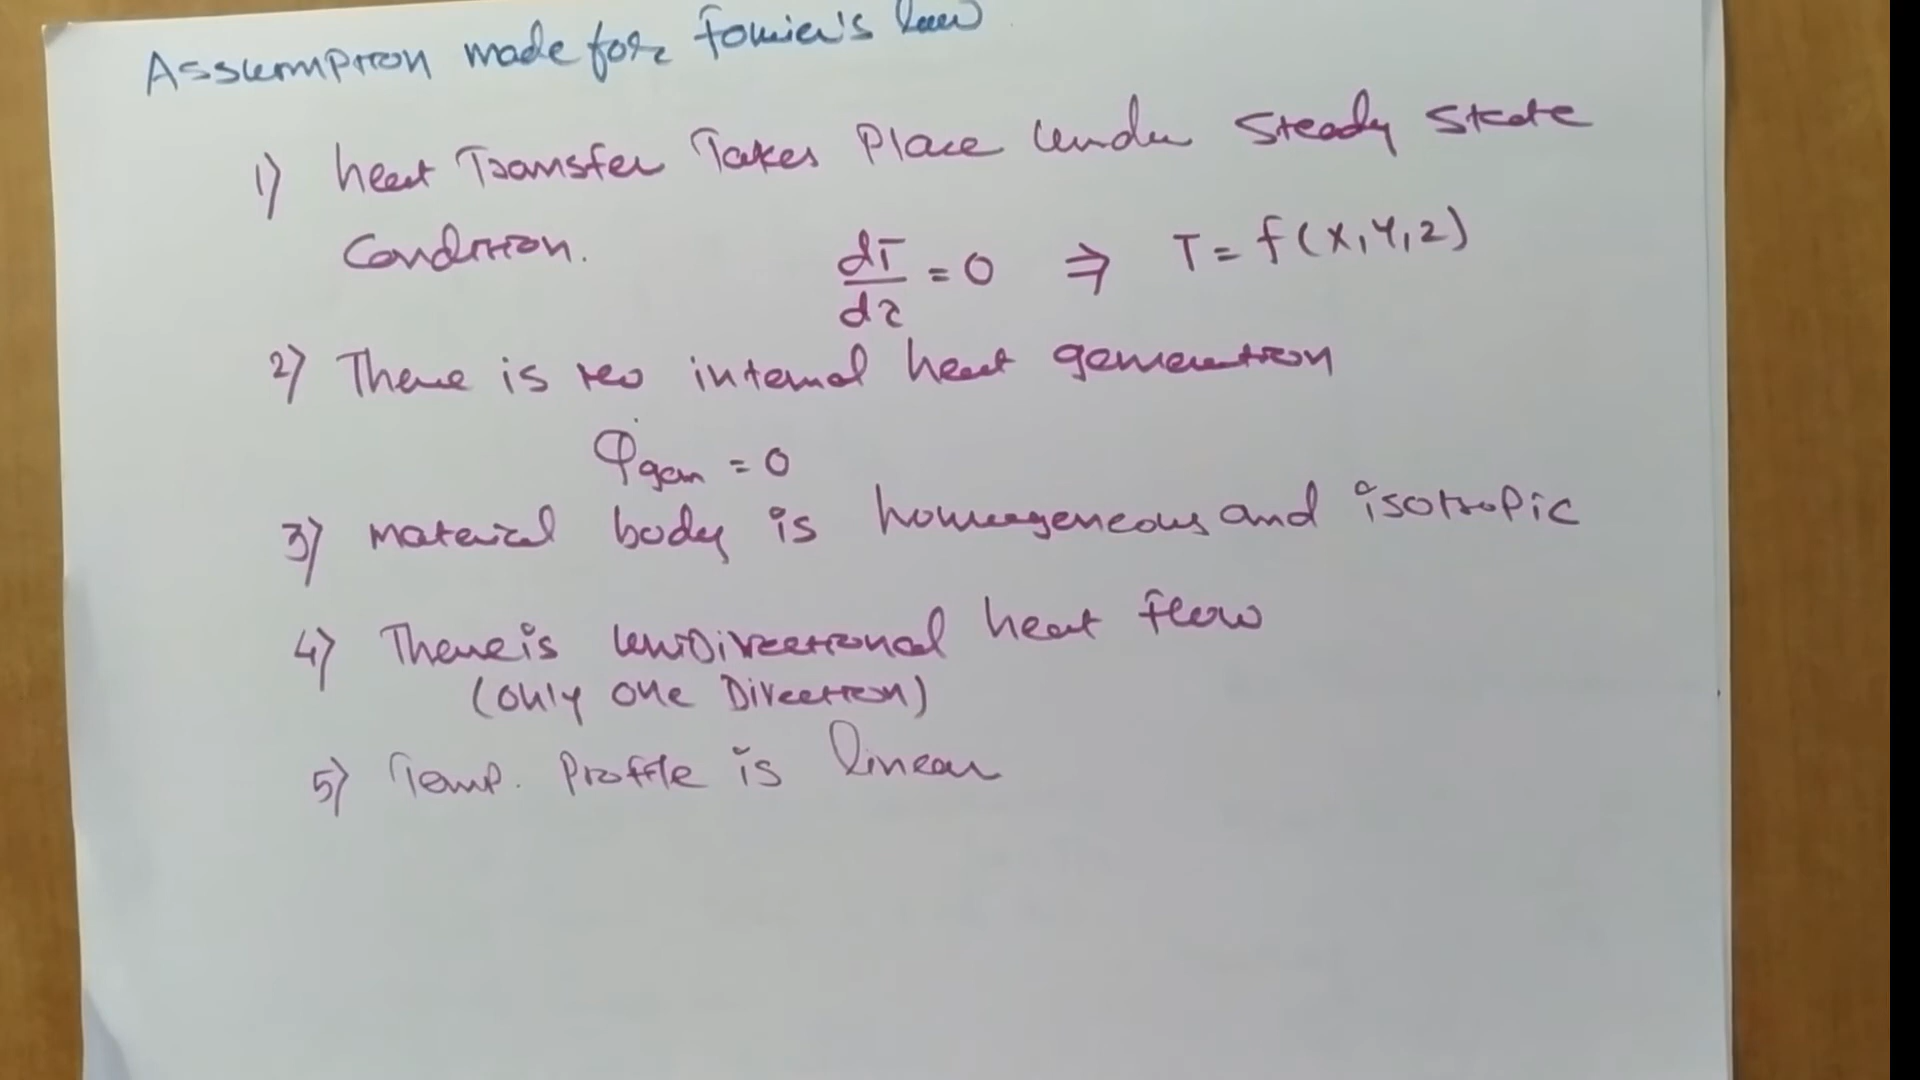 Assumption made for Fourier's law
1) heat Transfer Takes Place under Steady State
Condition.
dT/dτ = 0 ⇒ T = f(x,y,z)
2) There is no internal heat generation
q̇gen = 0
3) material body is homogeneous and isotropic
4) There is uniDirectional heat flow
(only one Direction)
5) Temp. Profile is linear